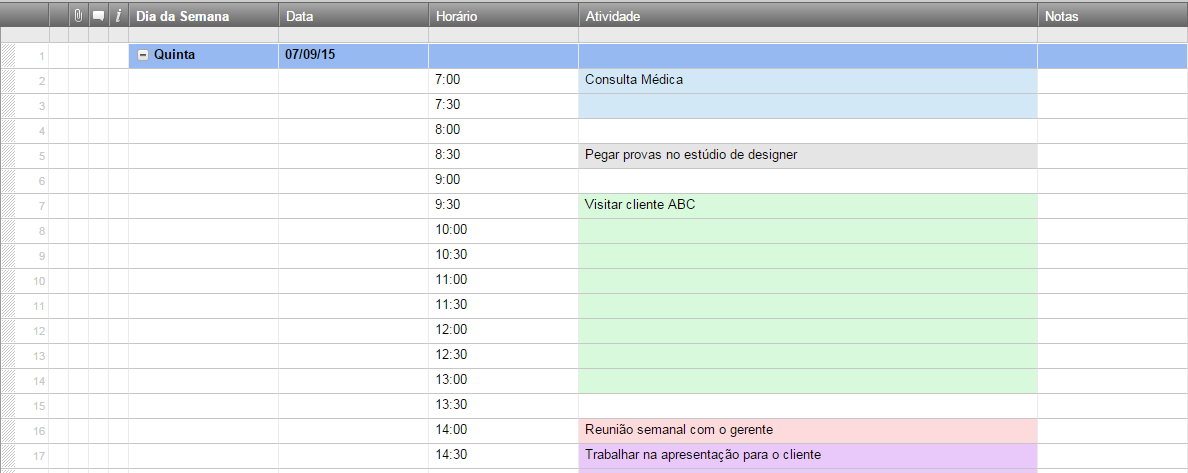 i Dia da Semana Data Horário Atividade Notas
1 Quinta 07/09/15
2 7:00 Consulta Médica
3 7:30
4 8:00
5 8:30 Pegar provas no estúdio de designer
6 9:00
7 9:30 Visitar cliente ABC
8 10:00
9 10:30
10 11:00
11 11:30
12 12:00
13 12:30
14 13:00
15 13:30
16 14:00 Reunião semanal com o gerente
17 14:30 Trabalhar na apresentação para o cliente